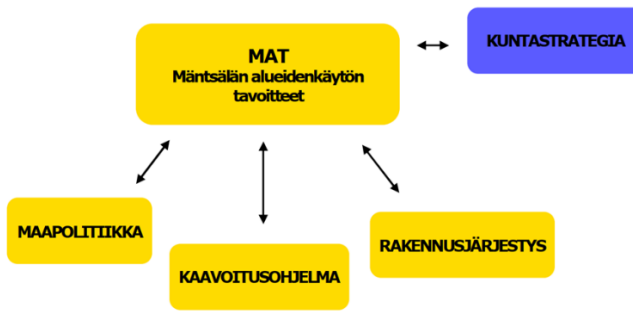 MAT
Mäntsälän alueidenkäytön
tavoitteet
KUNTASTRATEGIA
MAAPOLITIIKKA
KAAVOITUSOHJELMA
RAKENNUSJÄRJESTYS